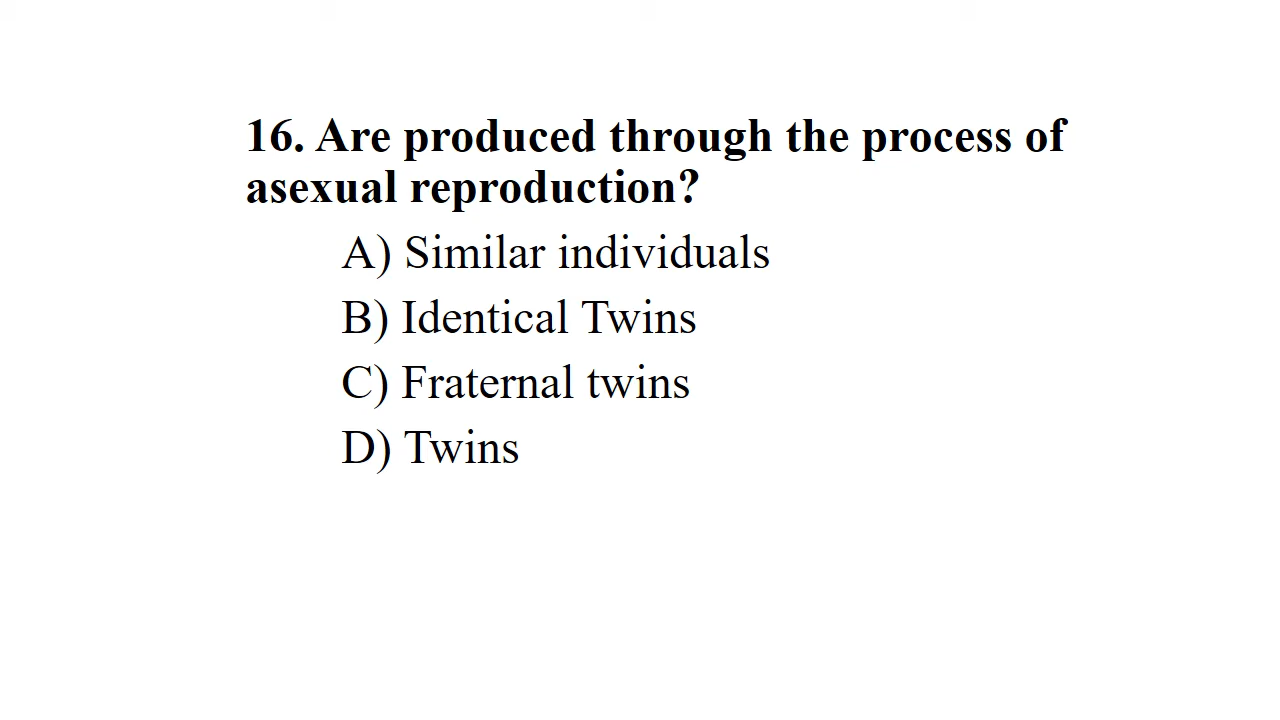 16. Are produced through the process of
asexual reproduction?
A) Similar individuals
B) Identical Twins
C) Fraternal twins
D) Twins